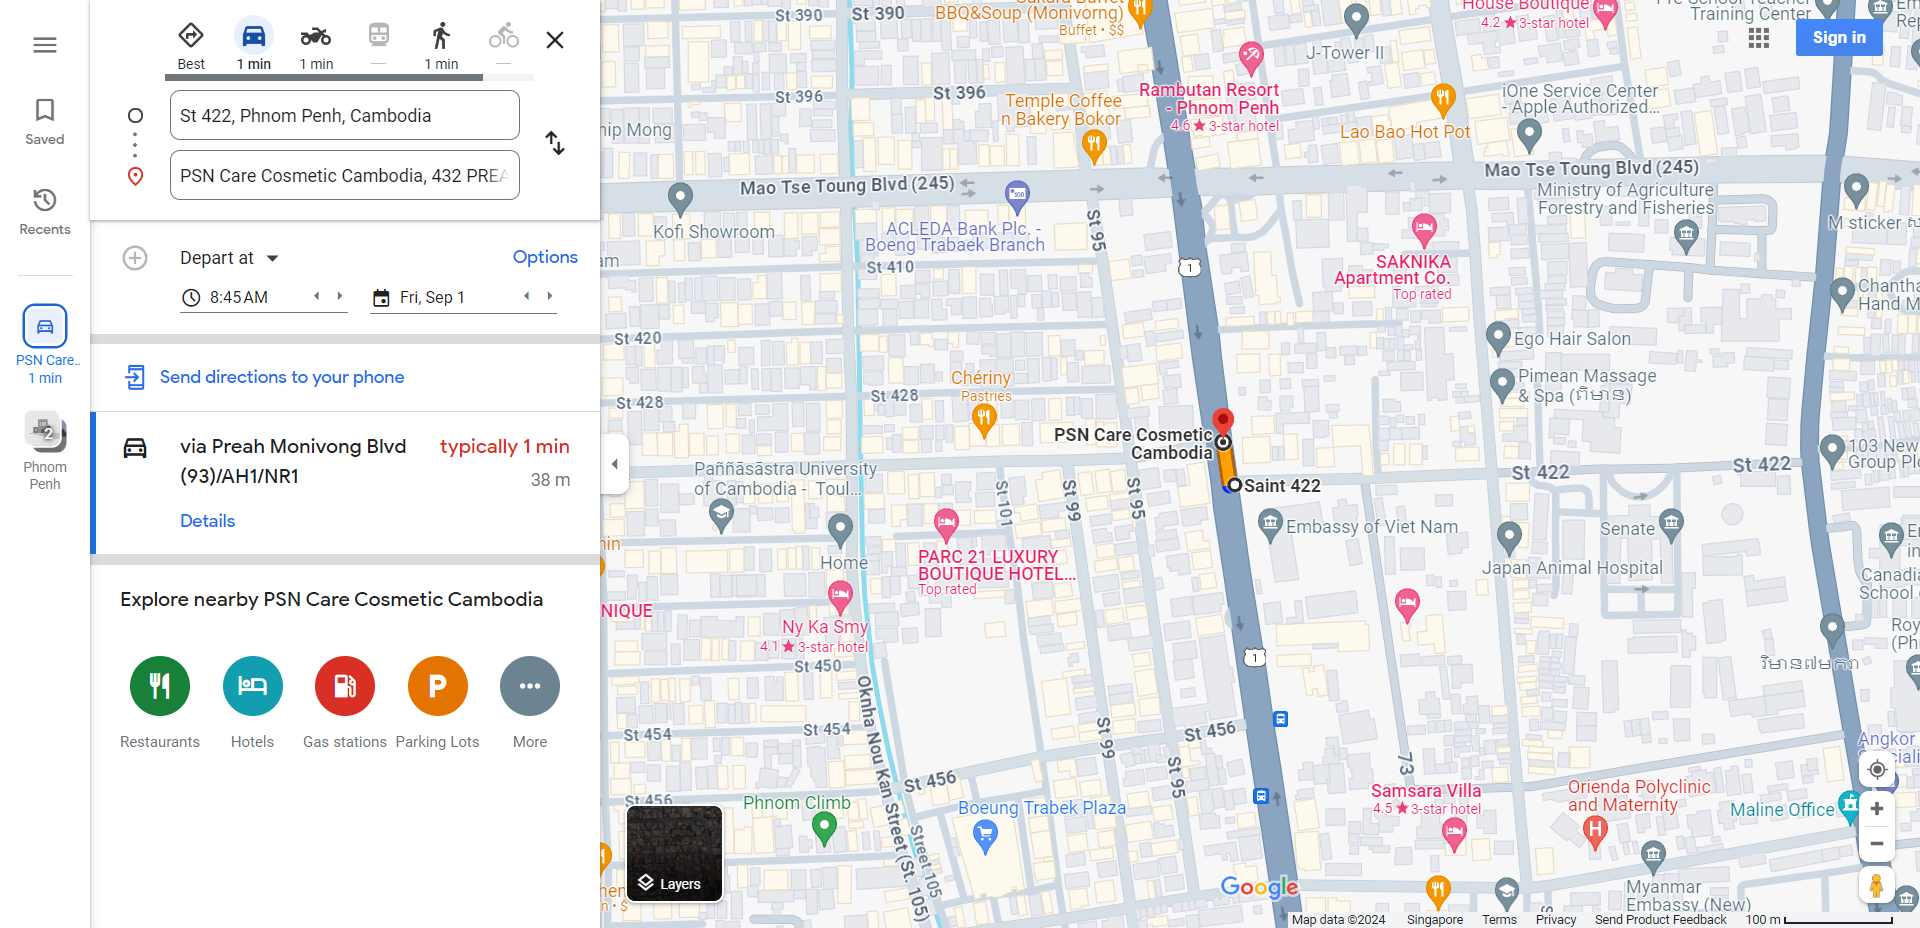 Saved
Recents
PSN Care..
1 min
Phnom
Penh
Best
1 min
1 min
—
1 min
—
St 422, Phnom Penh, Cambodia
PSN Care Cosmetic Cambodia, 432 PREA
Depart at
Options
8:45 AM
Fri, Sep 1
Send directions to your phone
via Preah Monivong Blvd
(93)/AH1/NR1
typically 1 min
38 m
Details
Explore nearby PSN Care Cosmetic Cambodia
Restaurants
Hotels
Gas stations
Parking Lots
More
St 390
St 390
BBQ&Soup (Monivorng)
Buffet • $$
J-Tower II
House Boutique
4.2 ★ 3-star hotel
Training Center
Sign in
St 396
St 396
Rambutan Resort
- Phnom Penh
4.6 ★ 3-star hotel
Temple Coffee
n Bakery Bokor
Lao Bao Hot Pot
iOne Service Center
- Apple Authorized...
hip Mong
Mao Tse Toung Blvd (245)
Mao Tse Toung Blvd (245)
Ministry of Agriculture
Forestry and Fisheries
Kofi Showroom
ACLEDA Bank Plc. -
Boeng Trabaek Branch
St 95
M sticker
St 410
1
SAKNIKA
Apartment Co.
Top rated
Chantha
Hand M
St 420
Ego Hair Salon
Chériny
Pastries
Pimean Massage
& Spa (ពិមាន)
St 428
St 428
PSN Care Cosmetic
Cambodia
103 New
Group Plc
Paññāsāstra University
of Cambodia - Toul...
St 422
St 422
Saint 422
St 101
St 99
St 95
Embassy of Viet Nam
Senate
Home
PARC 21 LUXURY
BOUTIQUE HOTEL...
Top rated
Japan Animal Hospital
Canadia
School o
NIQUE
Ny Ka Smy
4.1 ★ 3-star hotel
Roy
(Ph
St 450
1
វិមាន៧មករា
Oknha Nou Kan Street (St. 105)
St 454
St 454
St 99
St 456
St 95
73
Angkor
St 456
St 456
Phnom Climb
Boeung Trabek Plaza
Street 105
Samsara Villa
4.5 ★ 3-star hotel
Orienda Polyclinic
and Maternity
Maline Office
Layers
Google
Myanmar
Embassy (New)
Map data ©2024
Singapore
Terms
Privacy
Send Product Feedback
100 m